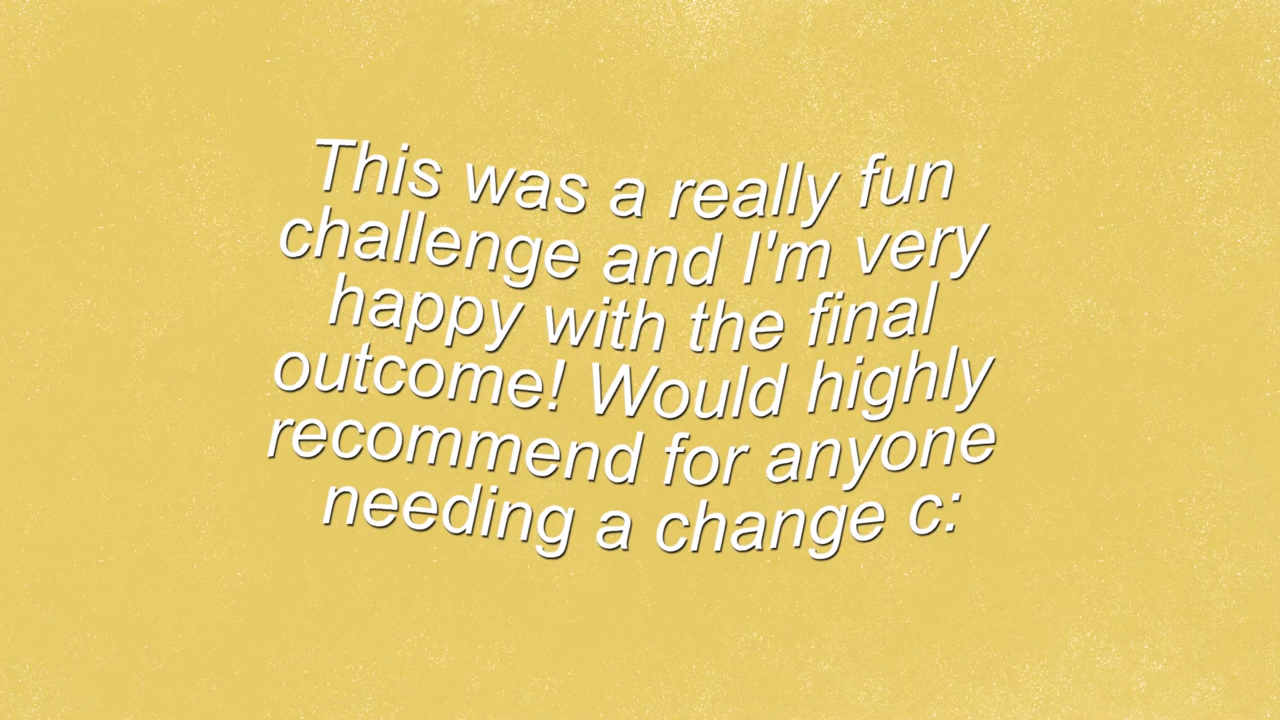 This was a really fun
challenge and I'm very
happy with the final
outcome! Would highly
recommend for anyone
needing a change c: